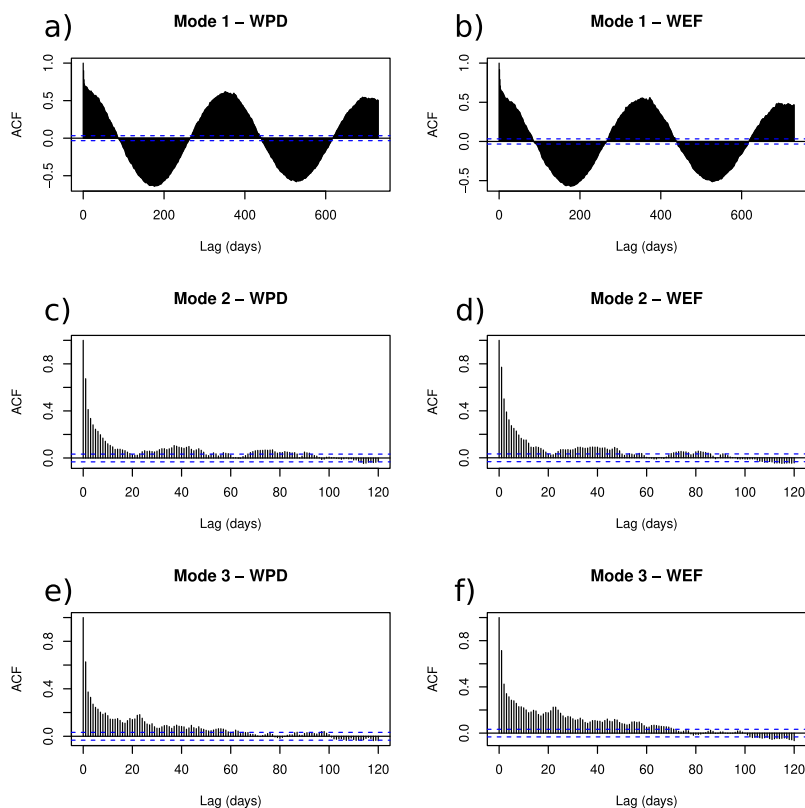 a)
Mode 1 – WPD
ACF
−0.5 0.0 0.5 1.0
0 200 400 600
Lag (days)
b)
Mode 1 – WEF
ACF
−0.5 0.0 0.5 1.0
0 200 400 600
Lag (days)
c)
Mode 2 – WPD
ACF
0.0 0.4 0.8
0 20 40 60 80 100 120
Lag (days)
d)
Mode 2 – WEF
ACF
0.0 0.4 0.8
0 20 40 60 80 100 120
Lag (days)
e)
Mode 3 – WPD
ACF
0.0 0.4 0.8
0 20 40 60 80 100 120
Lag (days)
f)
Mode 3 – WEF
ACF
0.0 0.4 0.8
0 20 40 60 80 100 120
Lag (days)